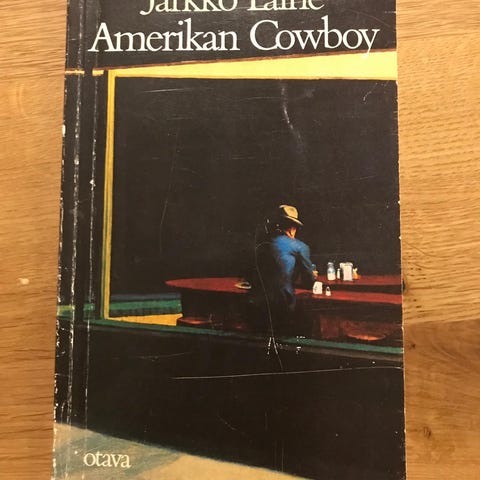 Jarkko Laine
Amerikan Cowboy
otava